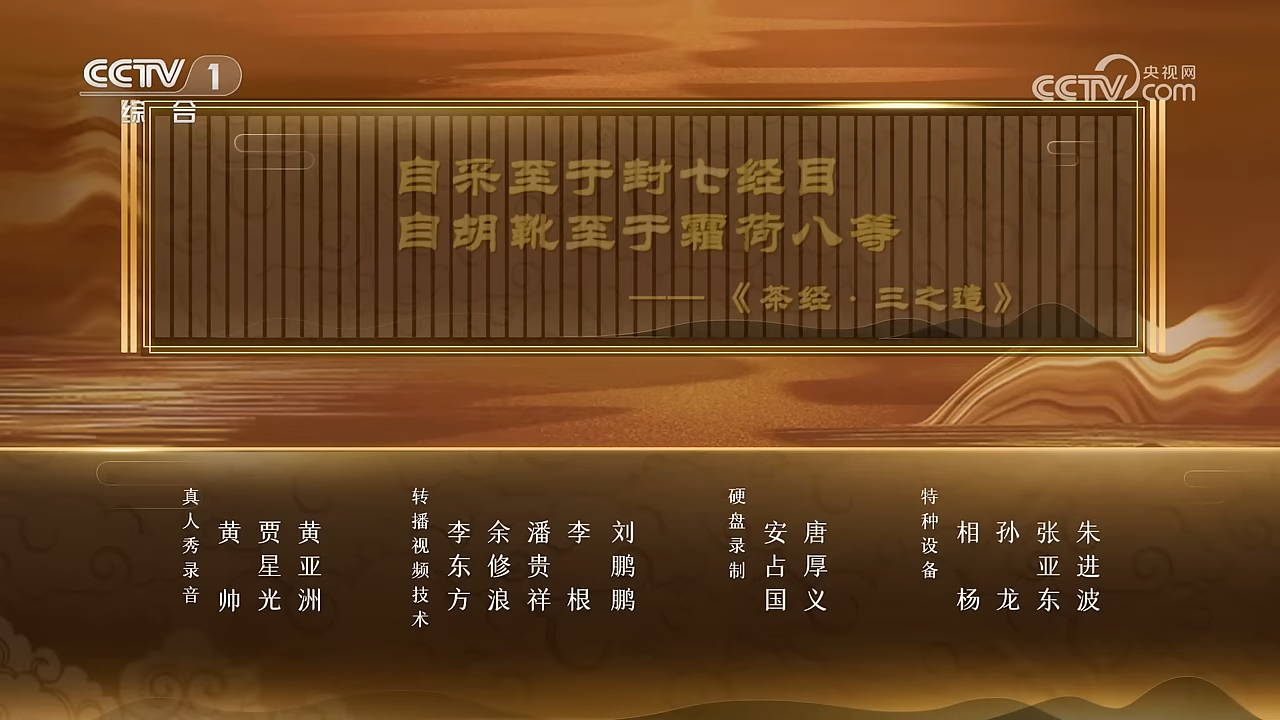 CCTV 1
综合
央视网
CCTV com
自采至于封七经目
自胡靴至于霜荷八等
——《茶经·三之造》
真人秀录音
黄帅
贾星光
黄亚洲
转播视频技术
李东方
余修浪
潘贵祥
李根
刘鹏鹏
硬盘录制
安占国
唐厚义
特种设备
相杨
孙龙
张亚东
朱进波